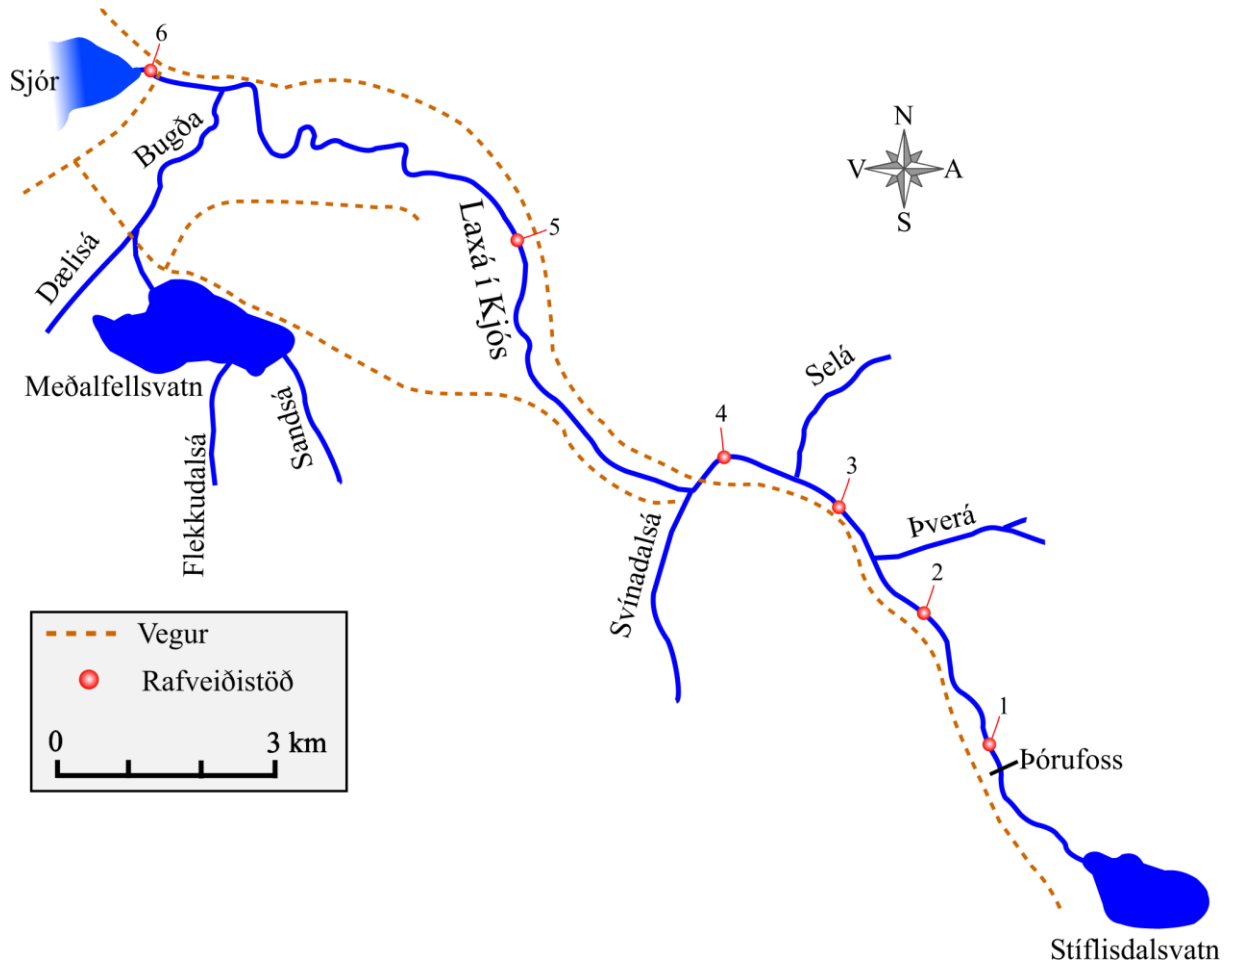 6
Sjór
Bugða
N
V
A
S
Dælisá
Laxá í Kjós
5
Meðalfellsvatn
Flekkudalsá
Sandsá
Selá
4
3
Þverá
Svínadalsá
2
1
Þórufoss
Vegur
Rafveiðistöð
0
3 km
Stíflisdalsvatn